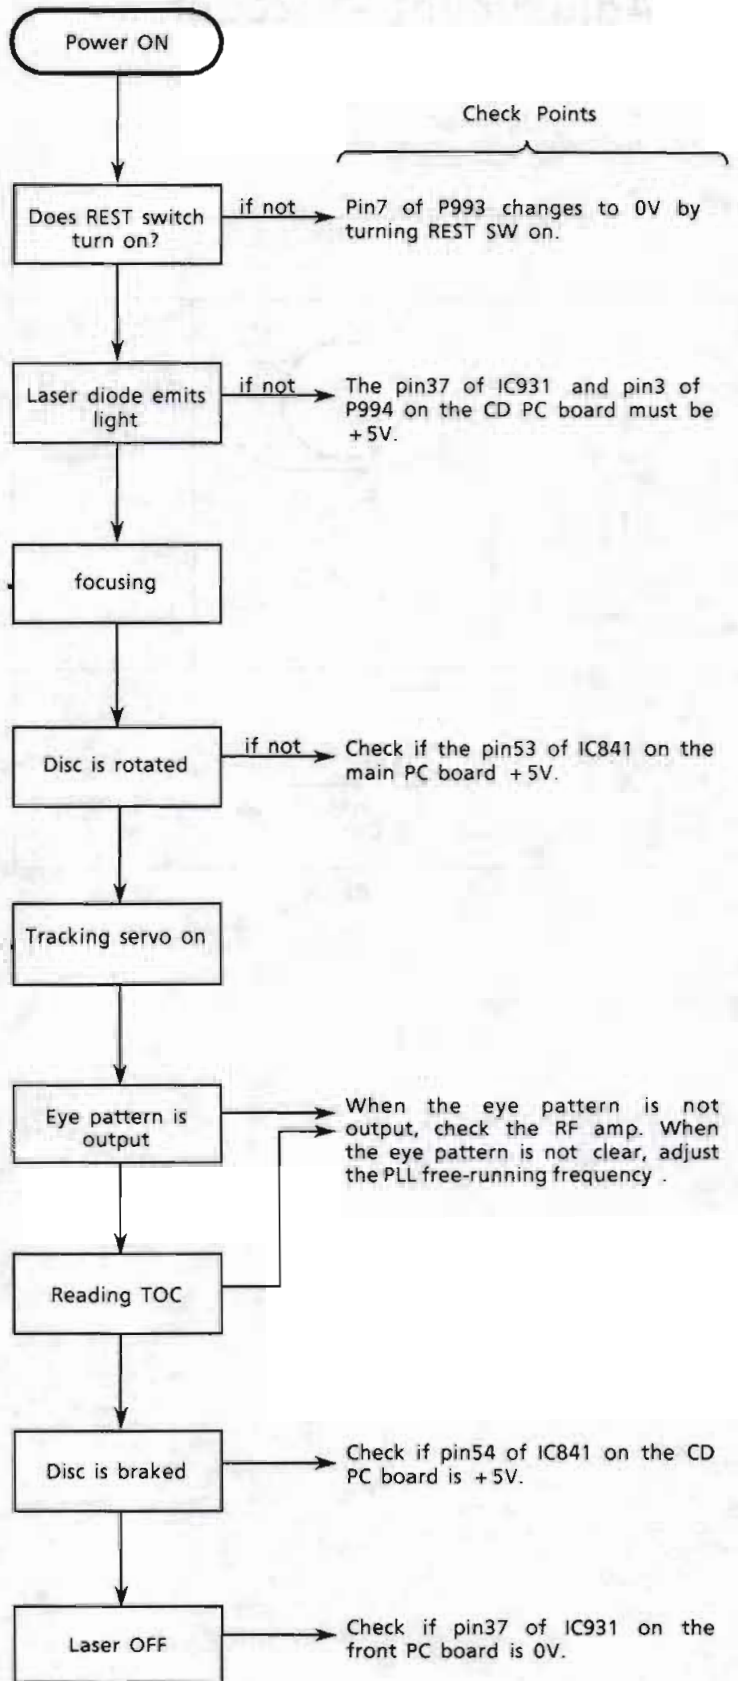 Power ON
Check Points
Does REST switch
turn on?
if not
Pin7 of P993 changes to 0V by
turning REST SW on.
Laser diode emits
light
if not
The pin37 of IC931 and pin3 of
P994 on the CD PC board must be
+5V.
focusing
Disc is rotated
if not
Check if the pin53 of IC841 on the
main PC board +5V.
Tracking servo on
Eye pattern is
output
When the eye pattern is not
output, check the RF amp. When
the eye pattern is not clear, adjust
the PLL free-running frequency .
Reading TOC
Disc is braked
Check if pin54 of IC841 on the CD
PC board is +5V.
Laser OFF
Check if pin37 of IC931 on the
front PC board is 0V.